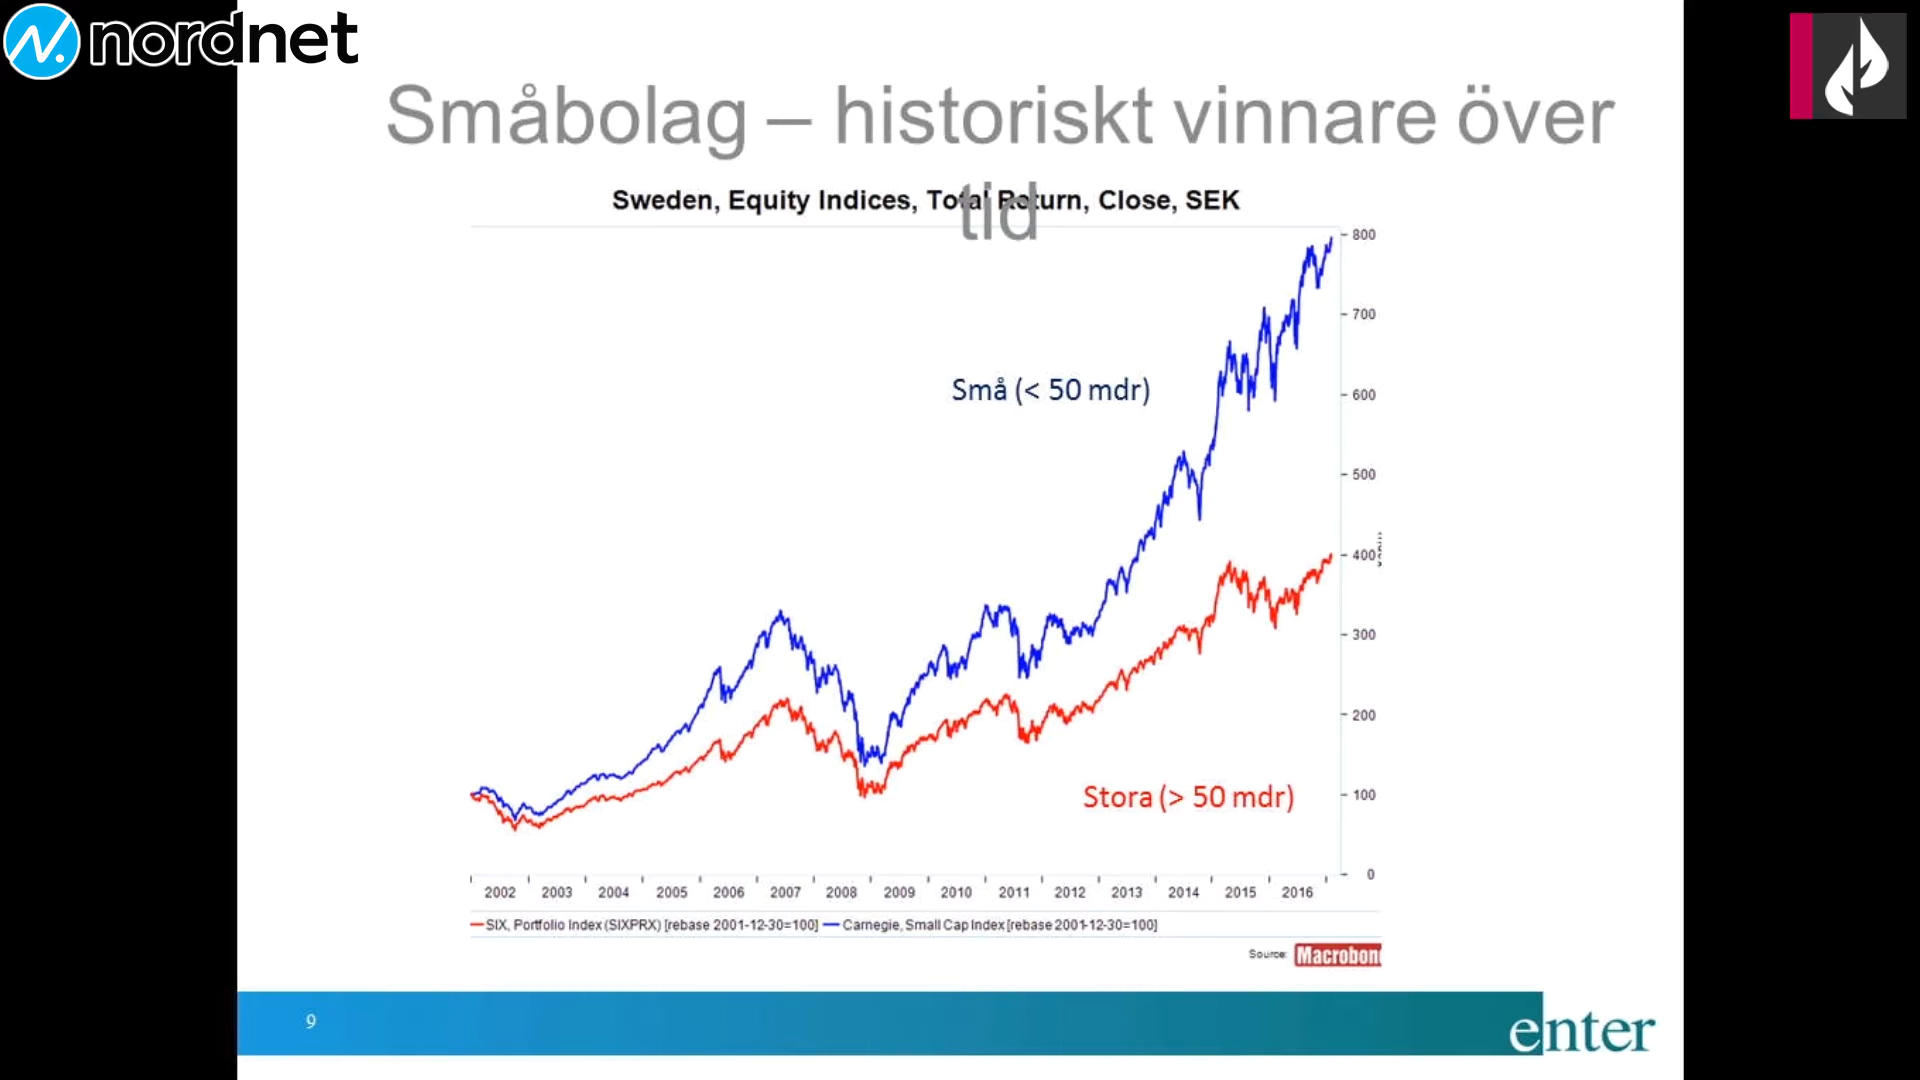 nordnet
Småbolag – historiskt vinnare över
tid
Sweden, Equity Indices, Total Return, Close, SEK
800
700
Små (< 50 mdr)
600
500
400
300
200
Stora (> 50 mdr)
100
0
2002 2003 2004 2005 2006 2007 2008 2009 2010 2011 2012 2013 2014 2015 2016
SIX, Portfolio Index (SIXPRX) [rebase 2001-12-30=100] Carnegie, Small Cap Index [rebase 2001-12-30=100]
Source: Macrobon
9
enter